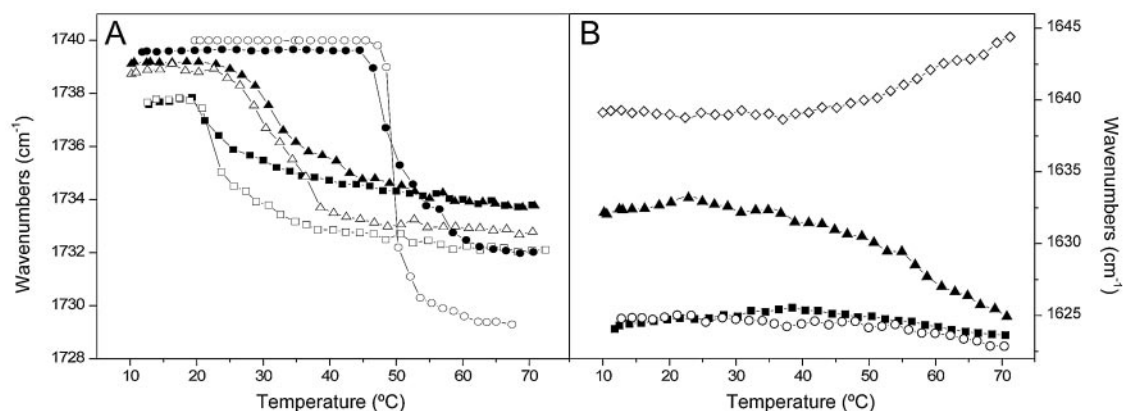 A
B
Wavenumbers (cm⁻¹)
1740
1738
1736
1734
1732
1730
1728
10 20 30 40 50 60 70
Temperature (ºC)
10 20 30 40 50 60 70
Temperature (ºC)
1645
1640
1635
1630
1625
Wavenumbers (cm⁻¹)